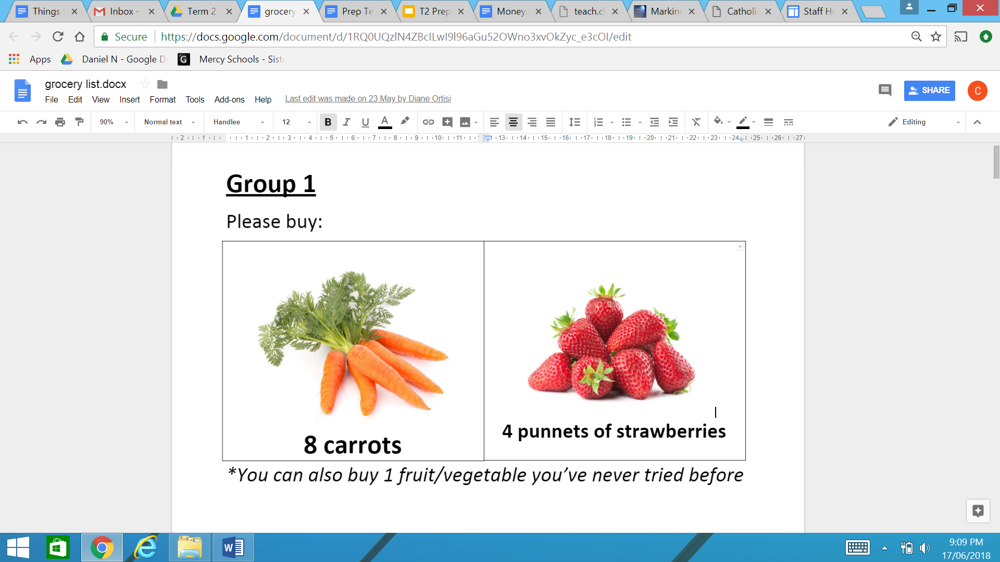 Things
Inbox -
Term 2
grocery
Prep Te
T2 Prep
Money.
teach.cl
Marking
Catholi
Staff Ho
Secure
https://docs.google.com/document/d/1RQ0UQzlN4ZBcILwI9l96aGu52OWno3xvOkZyc_e3cOI/edit
Apps
Daniel N - Google D
G
Mercy Schools - Sist
grocery list.docx
File Edit View Insert Format Tools Add-ons Help
Last edit was made on 23 May by Diane Ortisi
SHARE
C
90% Normal text Handlee 12 B I U A Editing
2 1 1 2 3 4 5 6 7 8 9 10 11 13 14 15 16 17 18 19 20 21 22 23 24 25 26 27
Group 1
Please buy:
8 carrots
4 punnets of strawberries
*You can also buy 1 fruit/vegetable you've never tried before
9:09 PM
17/06/2018